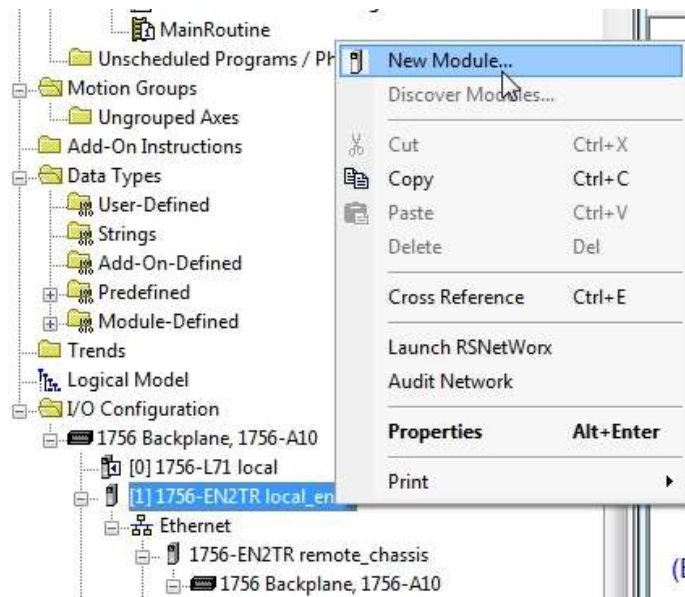 MainRoutine
Unscheduled Programs / Ph
Motion Groups
Ungrouped Axes
Add-On Instructions
Data Types
User-Defined
Strings
Add-On-Defined
Predefined
Module-Defined
Trends
Logical Model
I/O Configuration
1756 Backplane, 1756-A10
[0] 1756-L71 local
[1] 1756-EN2TR local_en
Ethernet
1756-EN2TR remote_chassis
1756 Backplane, 1756-A10
New Module...
Discover Modules...
Cut Ctrl+X
Copy Ctrl+C
Paste Ctrl+V
Delete Del
Cross Reference Ctrl+E
Launch RSNetWorx
Audit Network
Properties Alt+Enter
Print